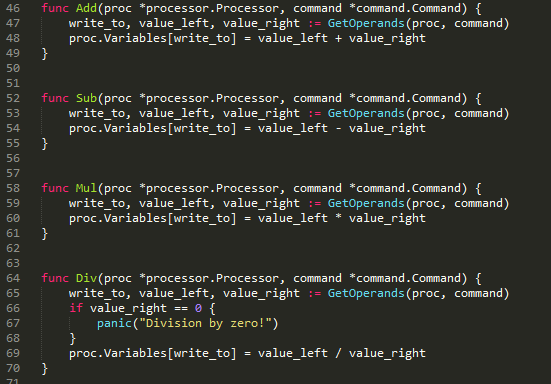 46 func Add(proc *processor.Processor, command *command.Command) {
47     write_to, value_left, value_right := GetOperands(proc, command)
48     proc.Variables[write_to] = value_left + value_right
49 }
50
51
52 func Sub(proc *processor.Processor, command *command.Command) {
53     write_to, value_left, value_right := GetOperands(proc, command)
54     proc.Variables[write_to] = value_left - value_right
55 }
56
57
58 func Mul(proc *processor.Processor, command *command.Command) {
59     write_to, value_left, value_right := GetOperands(proc, command)
60     proc.Variables[write_to] = value_left * value_right
61 }
62
63
64 func Div(proc *processor.Processor, command *command.Command) {
65     write_to, value_left, value_right := GetOperands(proc, command)
66     if value_right == 0 {
67         panic("Division by zero!")
68     }
69     proc.Variables[write_to] = value_left / value_right
70 }
71